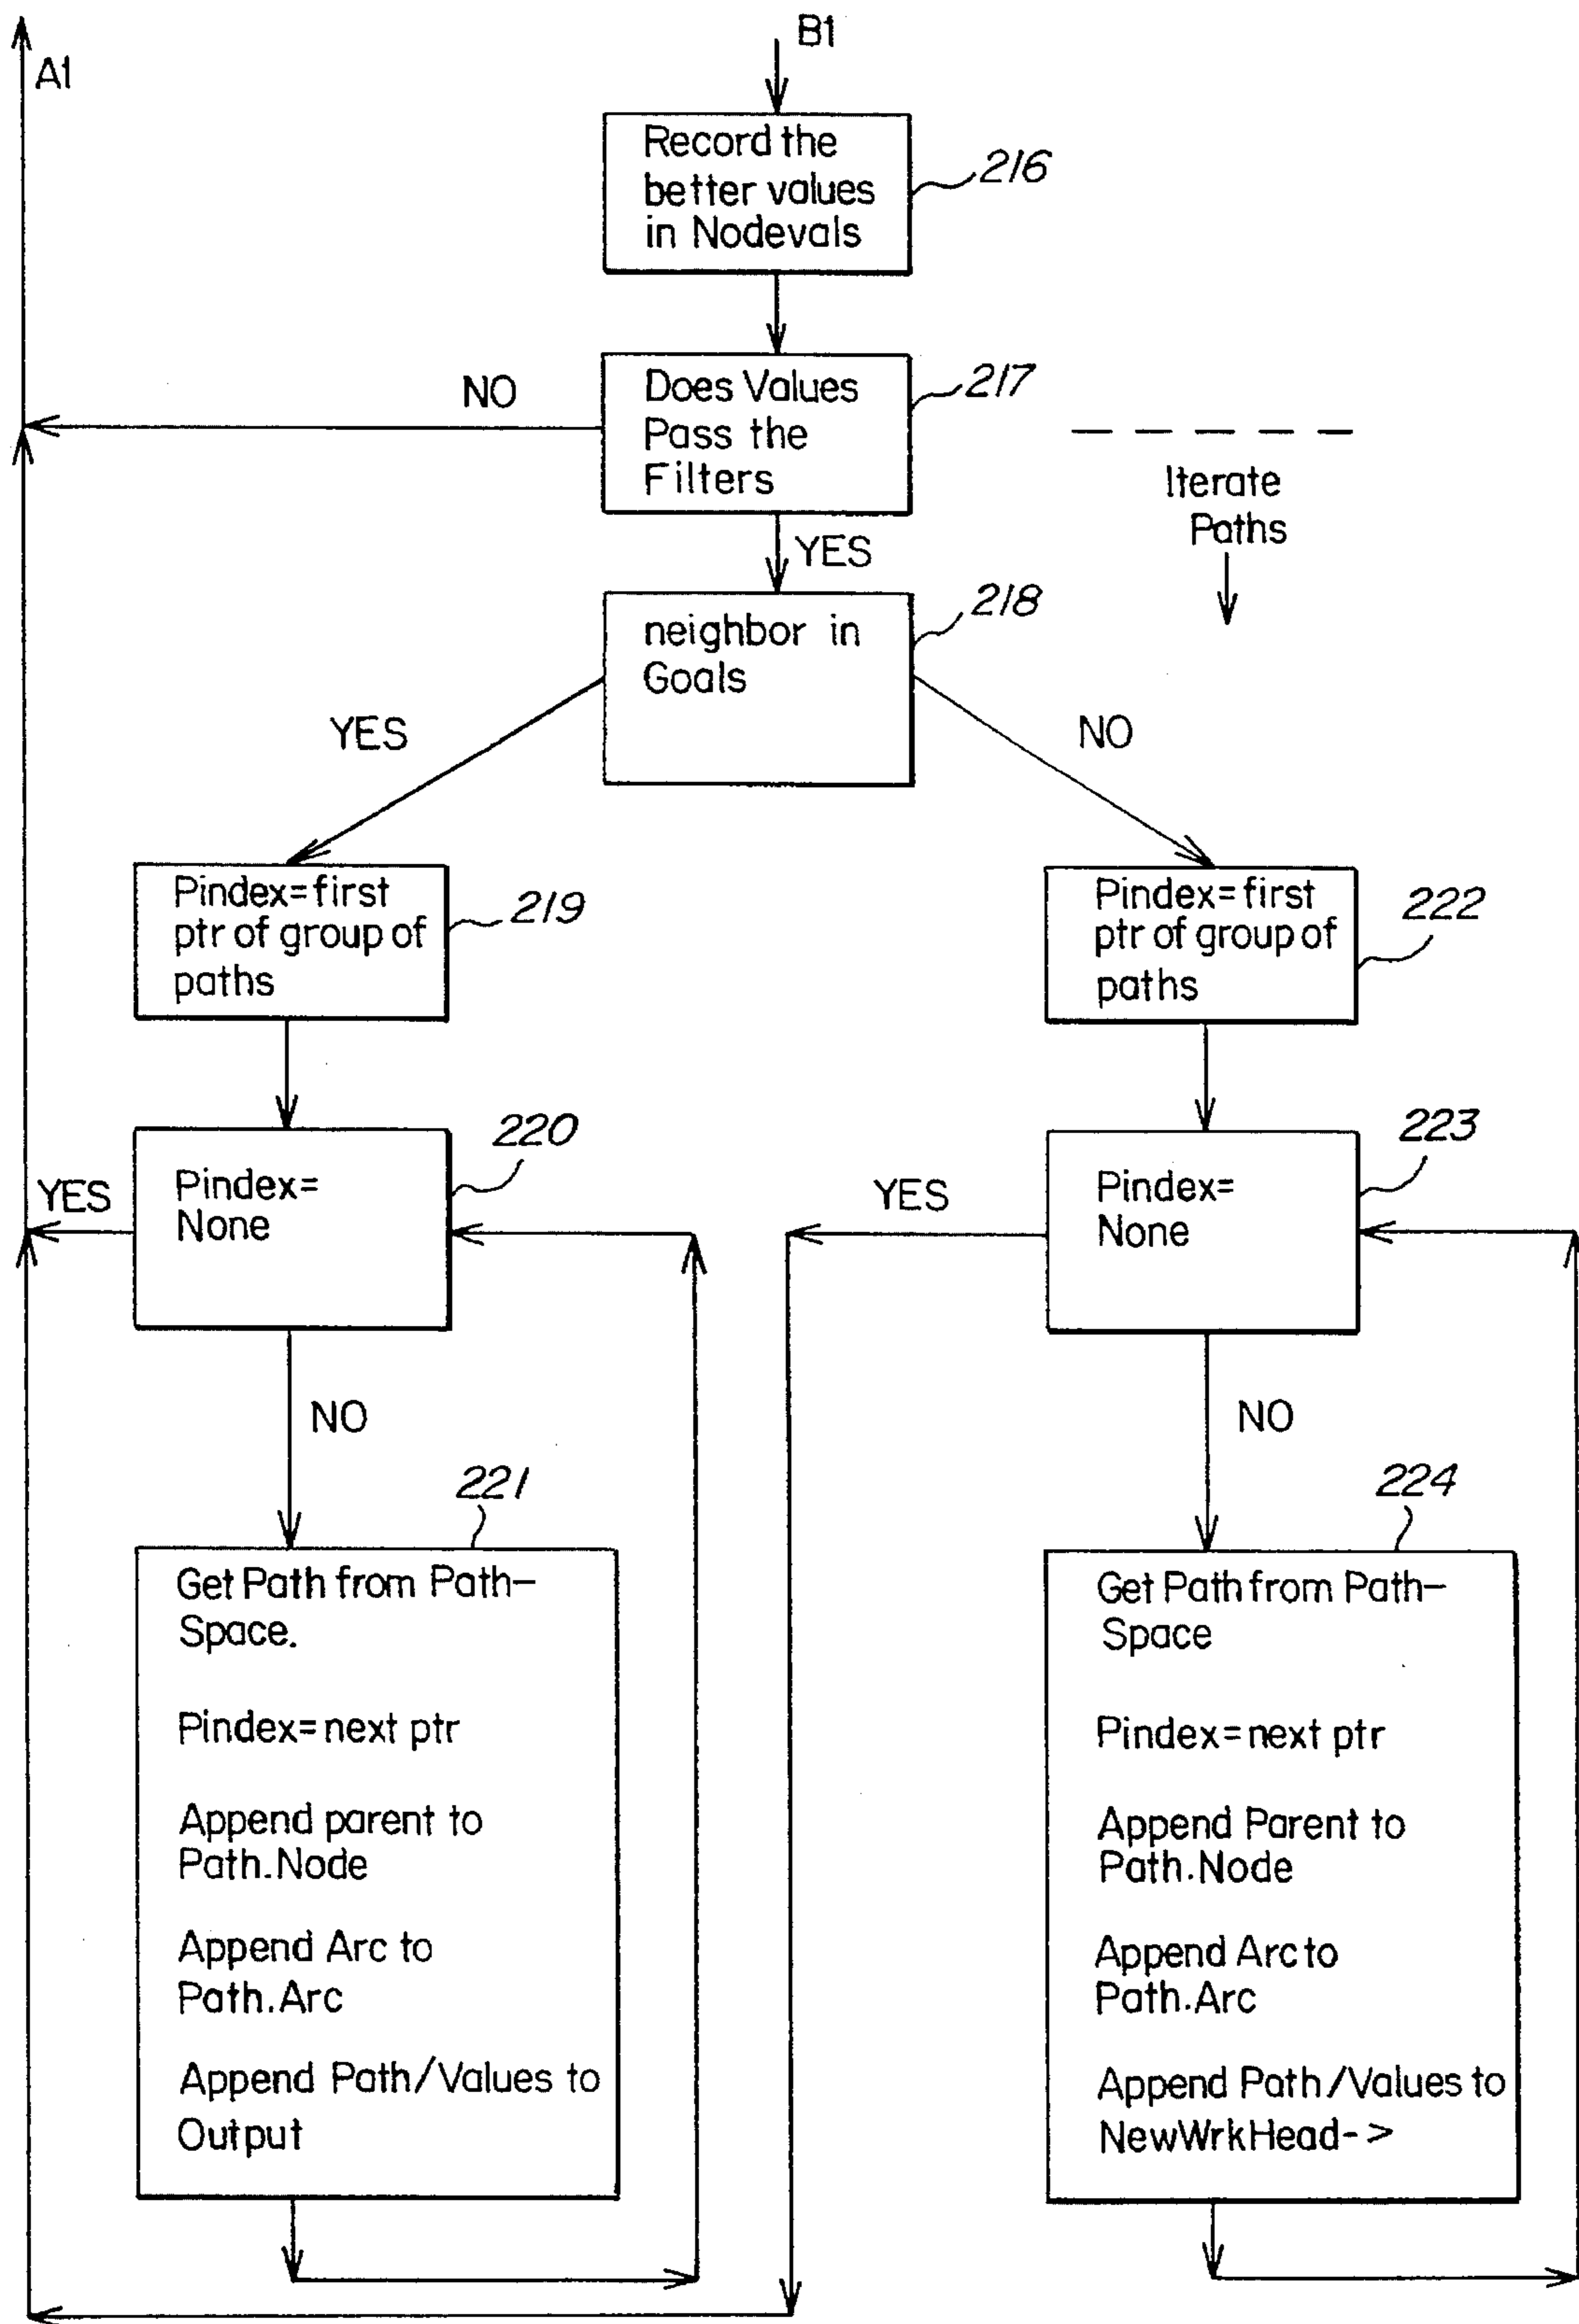 A1
B1
Record the
better values
in Nodevals
216
NO
Does Values
Pass the
Filters
217
Iterate
Paths
YES
neighbor in
Goals
218
YES
NO
Pindex=first
ptr of group of
paths
219
Pindex=first
ptr of group of
paths
222
YES
Pindex=
None
220
YES
Pindex=
None
223
NO
NO
221
Get Path from Path-
Space.
Pindex=next ptr
Append parent to
Path.Node
Append Arc to
Path.Arc
Append Path/Values to
Output
224
Get Path from Path-
Space
Pindex=next ptr
Append Parent to
Path.Node
Append Arc to
Path.Arc
Append Path/Values to
NewWrkHead->